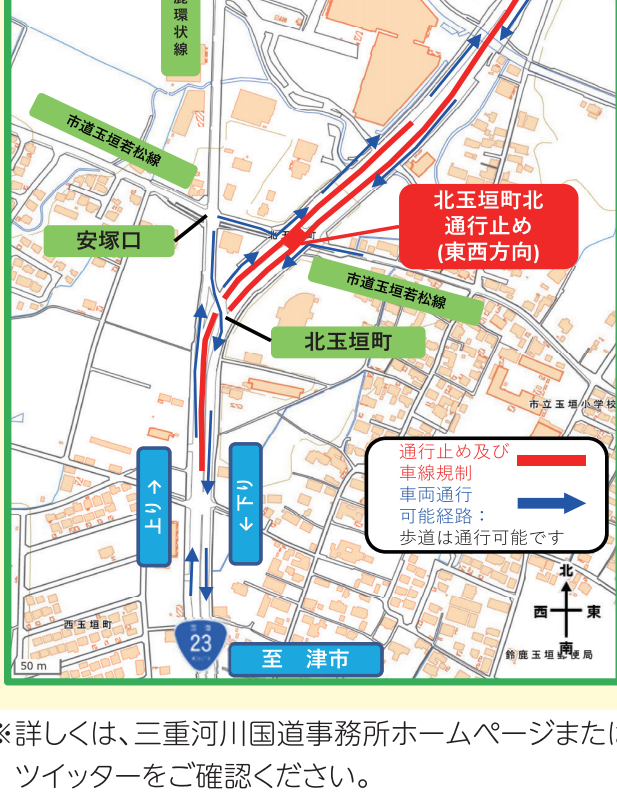 鹿環状線
市道玉垣若松線
安塚口
北玉垣町北
通行止め
(東西方向)
市道玉垣若松線
北玉垣町
市立玉垣小学校
通行止め及び
車線規制
車両通行
可能経路：
歩道は通行可能です
上り→
←下り
北
西
東
南
西玉垣町
23
至 津市
鈴鹿玉垣郵便局
50 m
※詳しくは、三重河川国道事務所ホームページまたは
ツイッターをご確認ください。